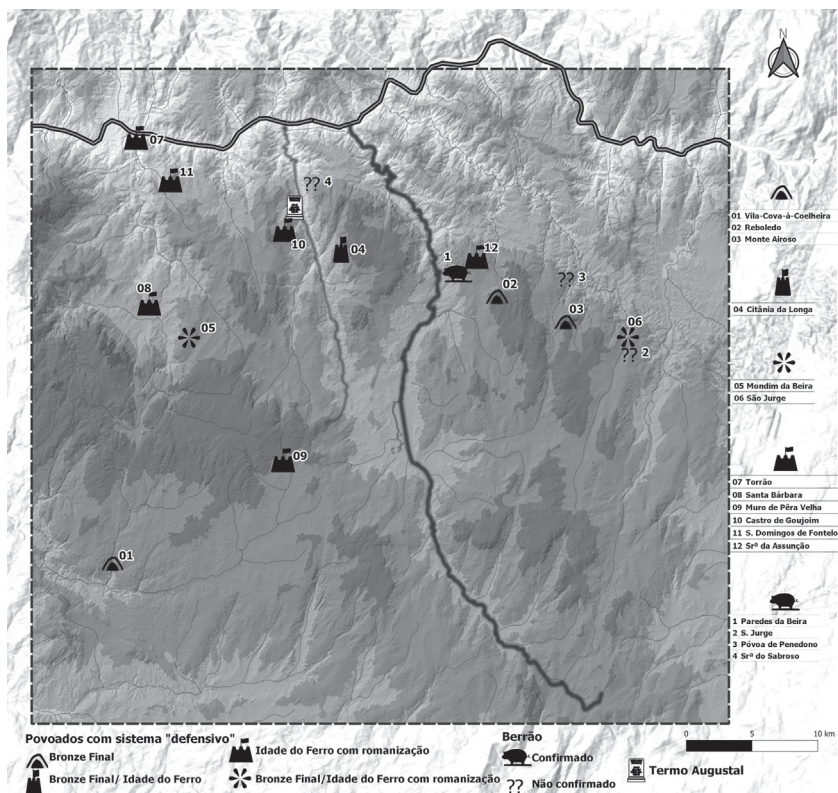 N
07
11
?? 4
10
04
1
12
02
?? 3
03
06
?? 2
08
05
09
01
01 Vila-Cova-à-Coelheira
02 Reboledo
03 Monte Airoso
04 Citânia da Longa
05 Mondim da Beira
06 São Jorge
07 Torrão
08 Santa Bárbara
09 Muro de Pêra Velha
10 Castro de Goujoim
11 S. Domingos de Fontelo
12 Srª da Assunção
1 Paredes da Beira
2 S. Jorge
3 Póvoa de Penedono
4 Srª do Sabroso
Povoados com sistema "defensivo"
Bronze Final
Bronze Final/ Idade do Ferro
Idade do Ferro com romanização
Bronze Final/Idade do Ferro com romanização
Berrão
Confirmado
?? Não confirmado
Termo Augustal
0 5 10 km